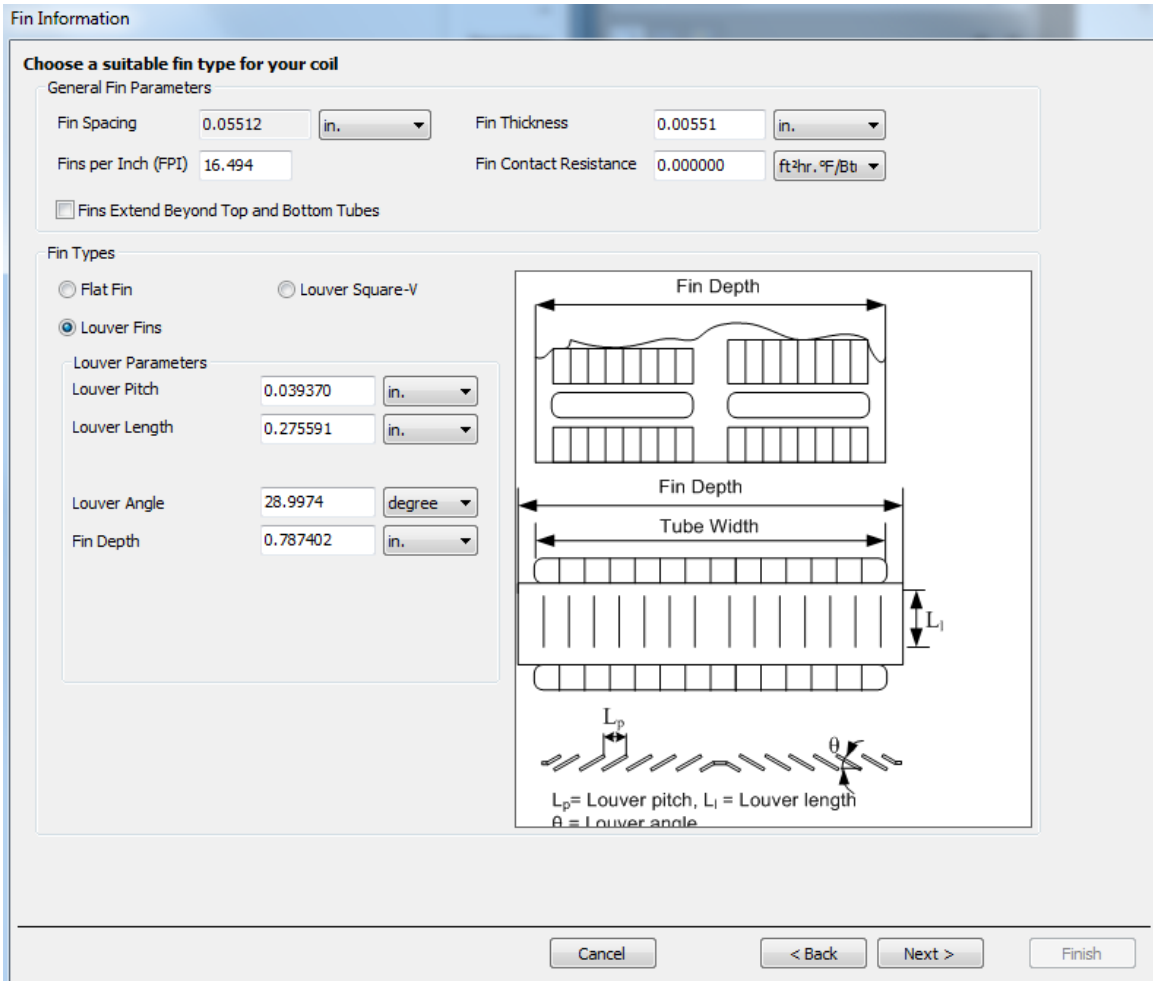 Fin Information
Choose a suitable fin type for your coil
General Fin Parameters
Fin Spacing 0.05512 in. Fin Thickness 0.00551 in.
Fins per Inch (FPI) 16.494 Fin Contact Resistance 0.000000 ft²hr.°F/Bt
Fins Extend Beyond Top and Bottom Tubes
Fin Types
Flat Fin Louver Square-V
Louver Fins
Louver Parameters
Louver Pitch 0.039370 in.
Louver Length 0.275591 in.
Louver Angle 28.9974 degree
Fin Depth 0.787402 in.
Fin Depth
Fin Depth
Tube Width
Lₗ
Lₚ
θ
Lₚ= Louver pitch, Lₗ = Louver length
θ = Louver angle
Cancel < Back Next > Finish